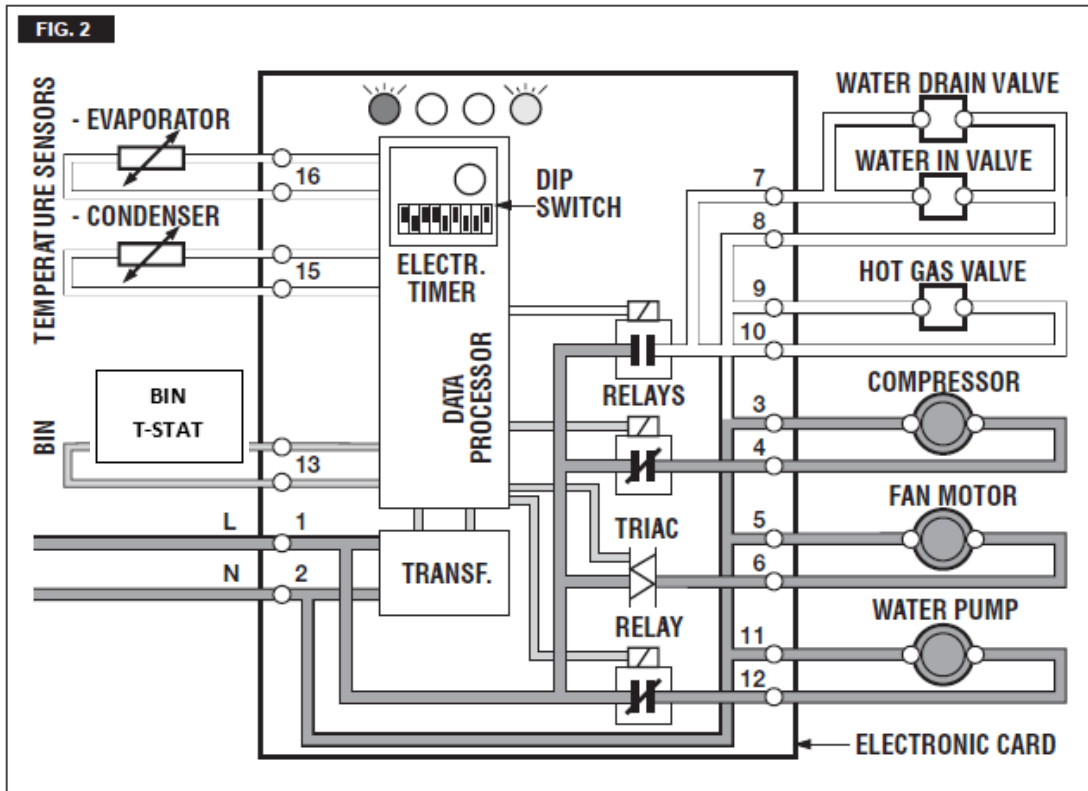 FIG. 2
TEMPERATURE SENSORS
- EVAPORATOR
16
- CONDENSER
15
BIN
BIN
T-STAT
13
L
1
N
2
DIP
SWITCH
ELECTR.
TIMER
DATA
PROCESSOR
TRANSF.
RELAYS
TRIAC
RELAY
WATER DRAIN VALVE
WATER IN VALVE
7
8
HOT GAS VALVE
9
10
COMPRESSOR
3
4
FAN MOTOR
5
6
WATER PUMP
11
12
ELECTRONIC CARD